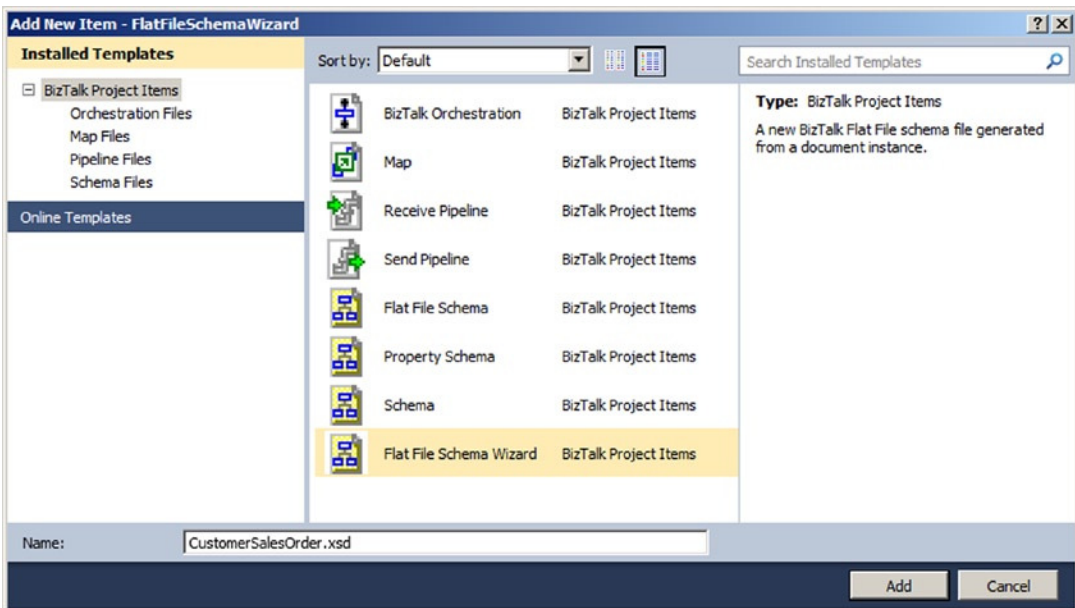 Add New Item - FlatFileSchemaWizard
Installed Templates
BizTalk Project Items
Orchestration Files
Map Files
Pipeline Files
Schema Files
Online Templates
Sort by: Default
BizTalk Orchestration BizTalk Project Items
Map BizTalk Project Items
Receive Pipeline BizTalk Project Items
Send Pipeline BizTalk Project Items
Flat File Schema BizTalk Project Items
Property Schema BizTalk Project Items
Schema BizTalk Project Items
Flat File Schema Wizard BizTalk Project Items
Search Installed Templates
Type: BizTalk Project Items
A new BizTalk Flat File schema file generated
from a document instance.
Name: CustomerSalesOrder.xsd
Add Cancel